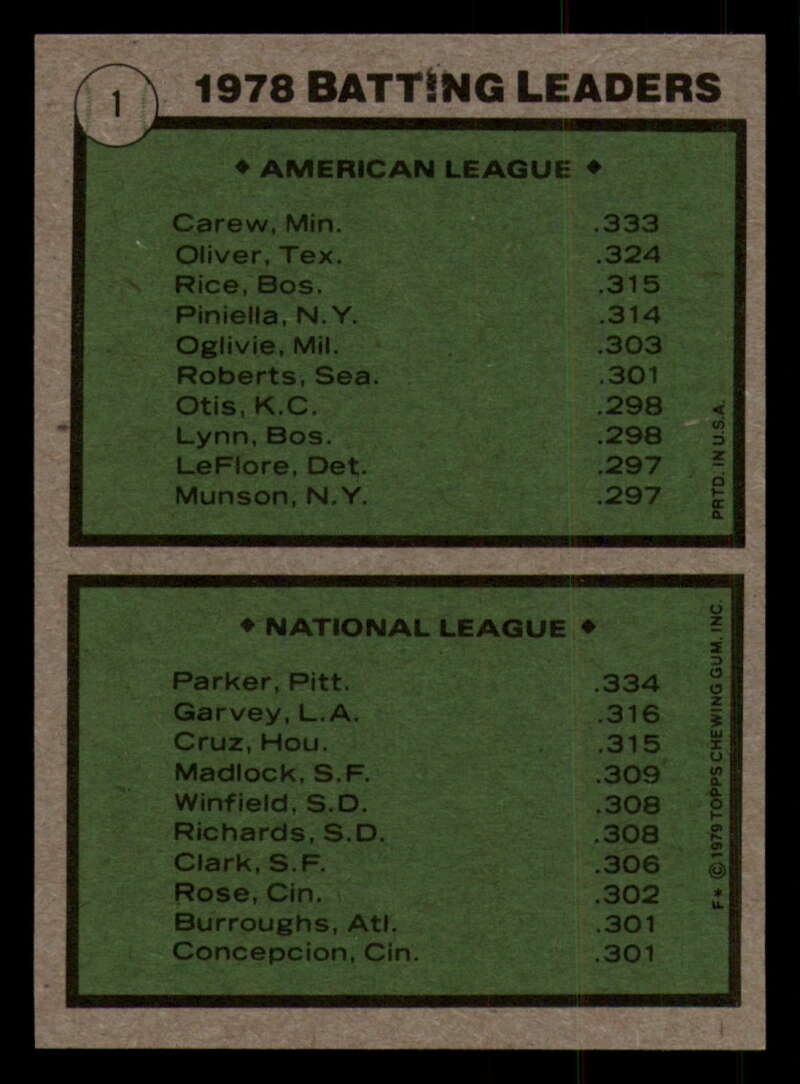 1
1978 BATTING LEADERS
♦ AMERICAN LEAGUE ♦
Carew, Min. .333
Oliver, Tex. .324
Rice, Bos. .315
Piniella, N.Y. .314
Oglivie, Mil. .303
Roberts, Sea. .301
Otis, K.C. .298
Lynn, Bos. .298
LeFlore, Det. .297
Munson, N.Y. .297
PRTD. IN U.S.A.
♦ NATIONAL LEAGUE ♦
Parker, Pitt. .334
Garvey, L.A. .316
Cruz, Hou. .315
Madlock, S.F. .309
Winfield, S.D. .308
Richards, S.D. .308
Clark, S.F. .306
Rose, Cin. .302
Burroughs, Atl. .301
Concepcion, Cin. .301
F* © 1979 TOPPS CHEWING GUM, INC.